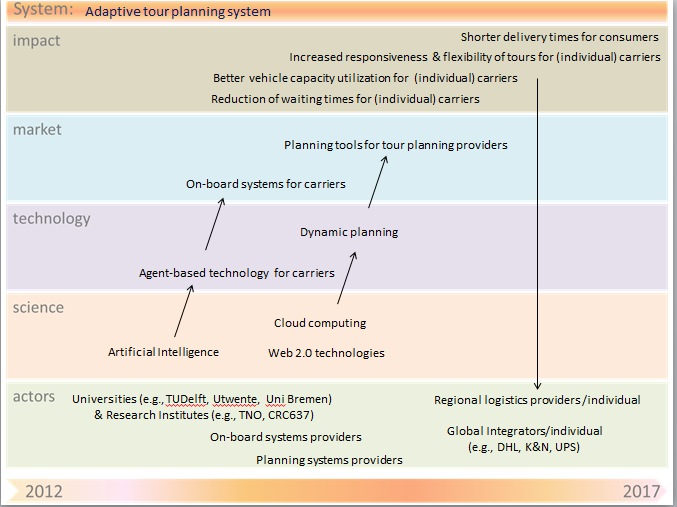 System: Adaptive tour planning system
impact
Shorter delivery times for consumers
Increased responsiveness & flexibility of tours for (individual) carriers
Better vehicle capacity utilization for (individual) carriers
Reduction of waiting times for (individual) carriers
market
Planning tools for tour planning providers
On-board systems for carriers
technology
Dynamic planning
Agent-based technology for carriers
science
Cloud computing
Artificial Intelligence
Web 2.0 technologies
actors
Universities (e.g., TUDelft, Utwente, Uni Bremen)
& Research Institutes (e.g., TNO, CRC637)
On-board systems providers
Planning systems providers
Regional logistics providers/individual
Global Integrators/individual
(e.g., DHL, K&N, UPS)
2012
2017